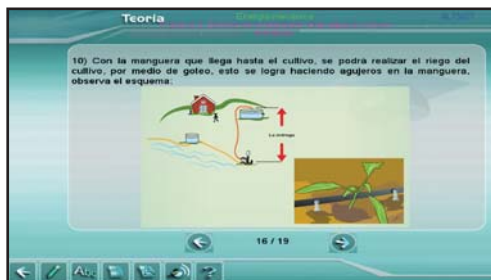 Teoría
10) Con la manguera que llega hasta el cultivo, se podrá realizar el riego del
cultivo, por medio de goteo, esto se logra haciendo agujeros en la manguera,
observa el esquema:
16 / 19